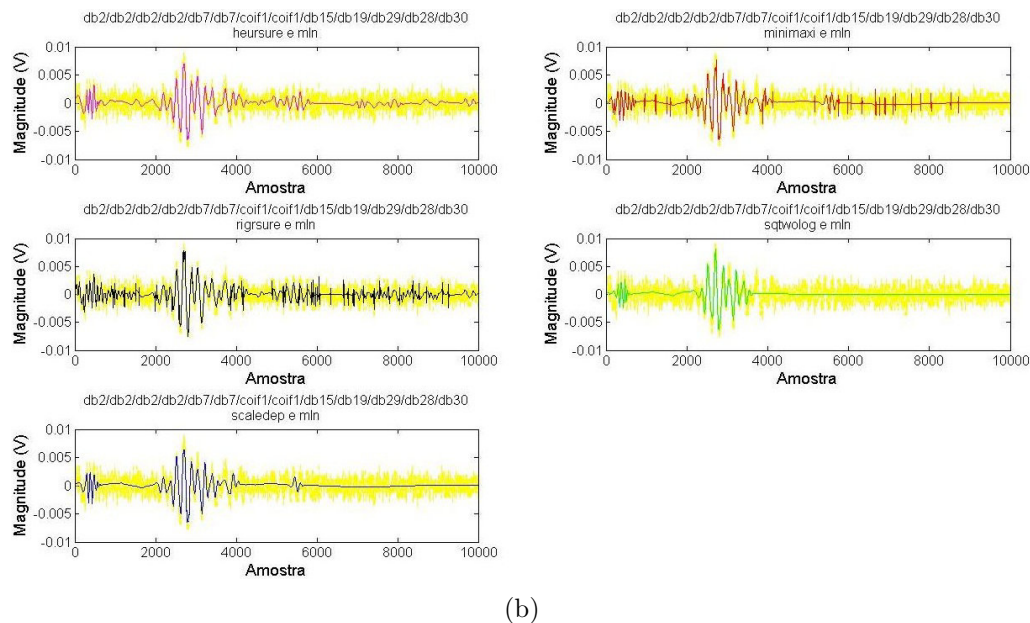 db2/db2/db2/db2/db7/db7/coif1/coif1/db15/db19/db29/db28/db30
heursure e mln
0.01
0.005
0
-0.005
-0.01
Magnitude (V)
0
2000
4000
6000
8000
10000
Amostra
db2/db2/db2/db2/db7/db7/coif1/coif1/db15/db19/db29/db28/db30
minimaxi e mln
0.01
0.005
0
-0.005
-0.01
Magnitude (V)
0
2000
4000
6000
8000
10000
Amostra
db2/db2/db2/db2/db7/db7/coif1/coif1/db15/db19/db29/db28/db30
rigrsure e mln
0.01
0.005
0
-0.005
-0.01
Magnitude (V)
0
2000
4000
6000
8000
10000
Amostra
db2/db2/db2/db2/db7/db7/coif1/coif1/db15/db19/db29/db28/db30
sqtwolog e mln
0.01
0.005
0
-0.005
-0.01
Magnitude (V)
0
2000
4000
6000
8000
10000
Amostra
db2/db2/db2/db2/db7/db7/coif1/coif1/db15/db19/db29/db28/db30
scaledep e mln
0.01
0.005
0
-0.005
-0.01
Magnitude (V)
0
2000
4000
6000
8000
10000
Amostra
(b)